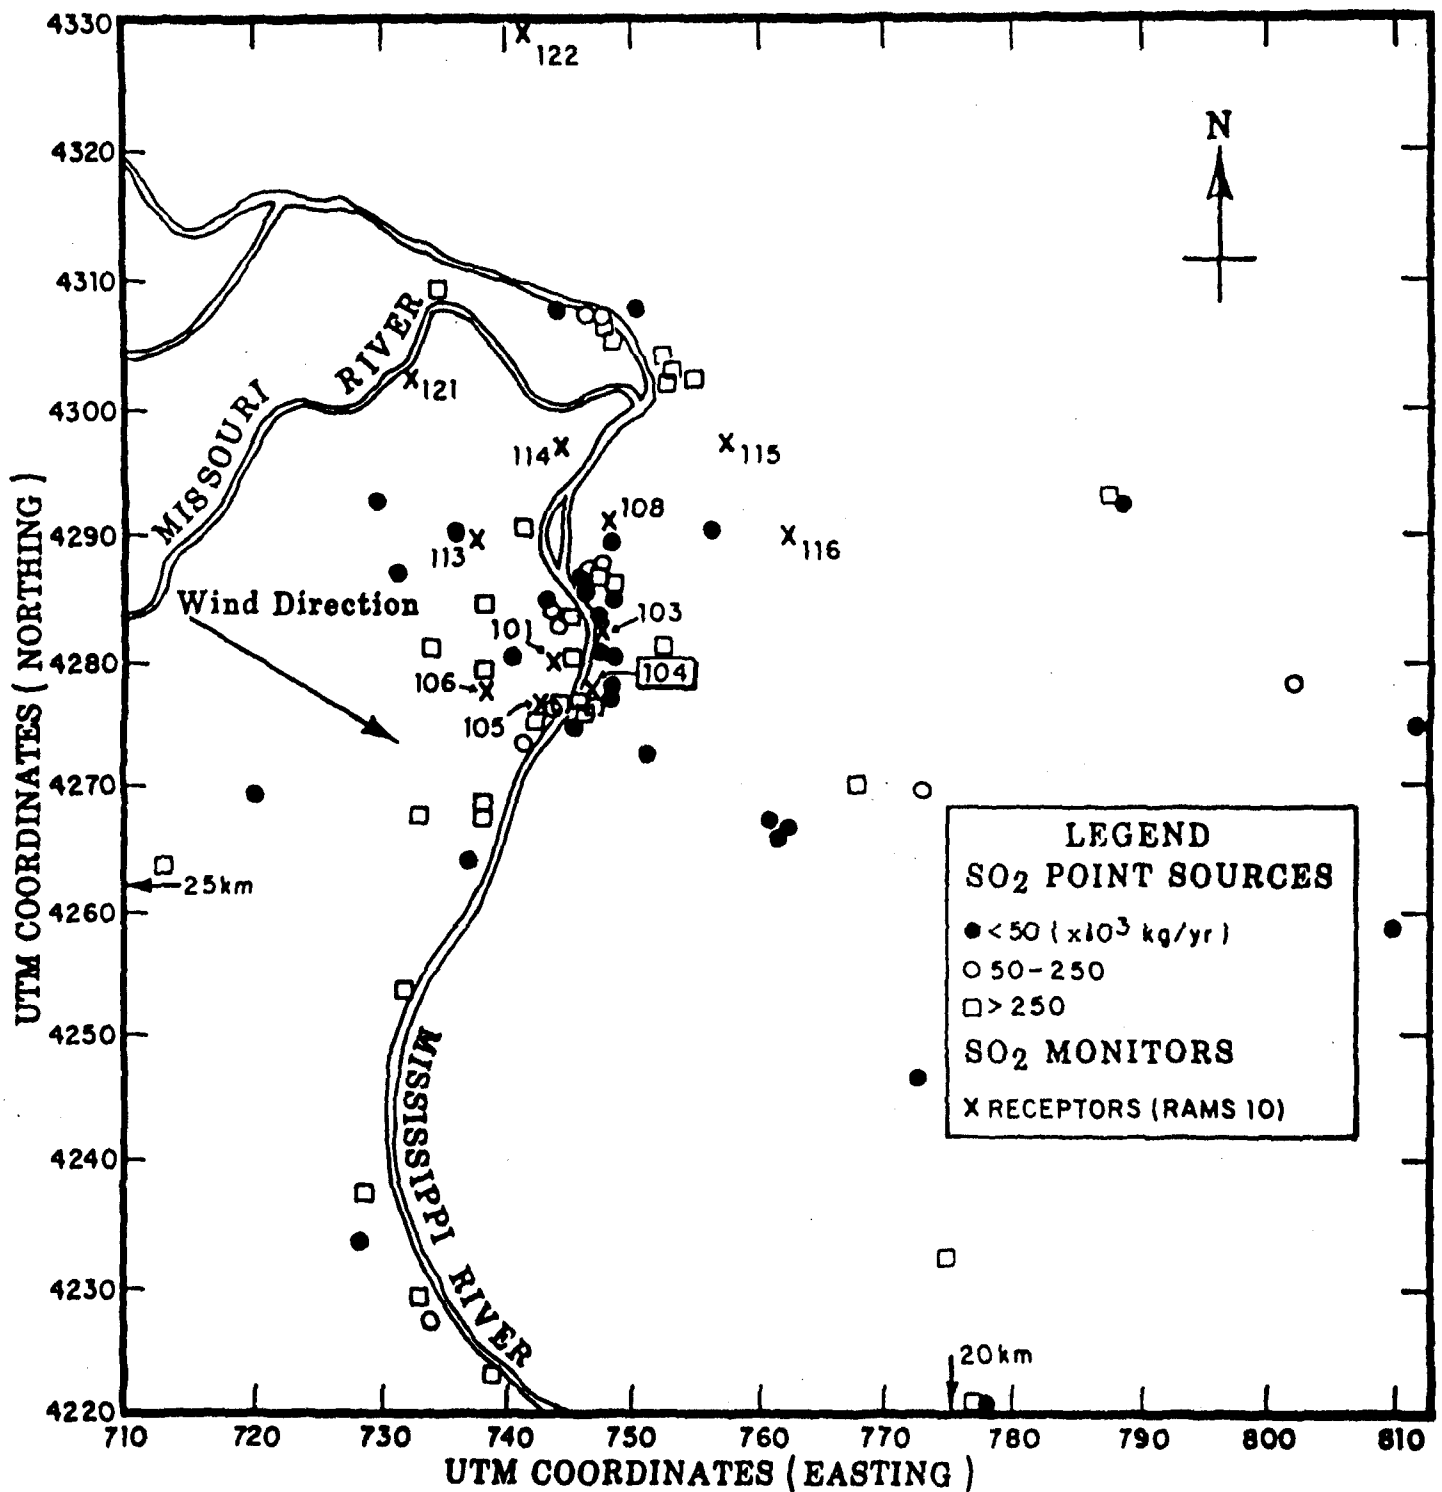 4330
122
N
4320
4310
MISSOURI RIVER
121
4300
114
115
108
4290
113
116
Wind Direction
103
101
4280
104
106
105
4270
25km
4260
4250
4240
4230
4220
UTM COORDINATES (NORTHING)
MISSISSIPPI RIVER
LEGEND
SO2 POINT SOURCES
<50 (x10³ kg/yr)
50-250
>250
SO2 MONITORS
X RECEPTORS (RAMS 10)
20km
710 720 730 740 750 760 770 780 790 800 810
UTM COORDINATES (EASTING)